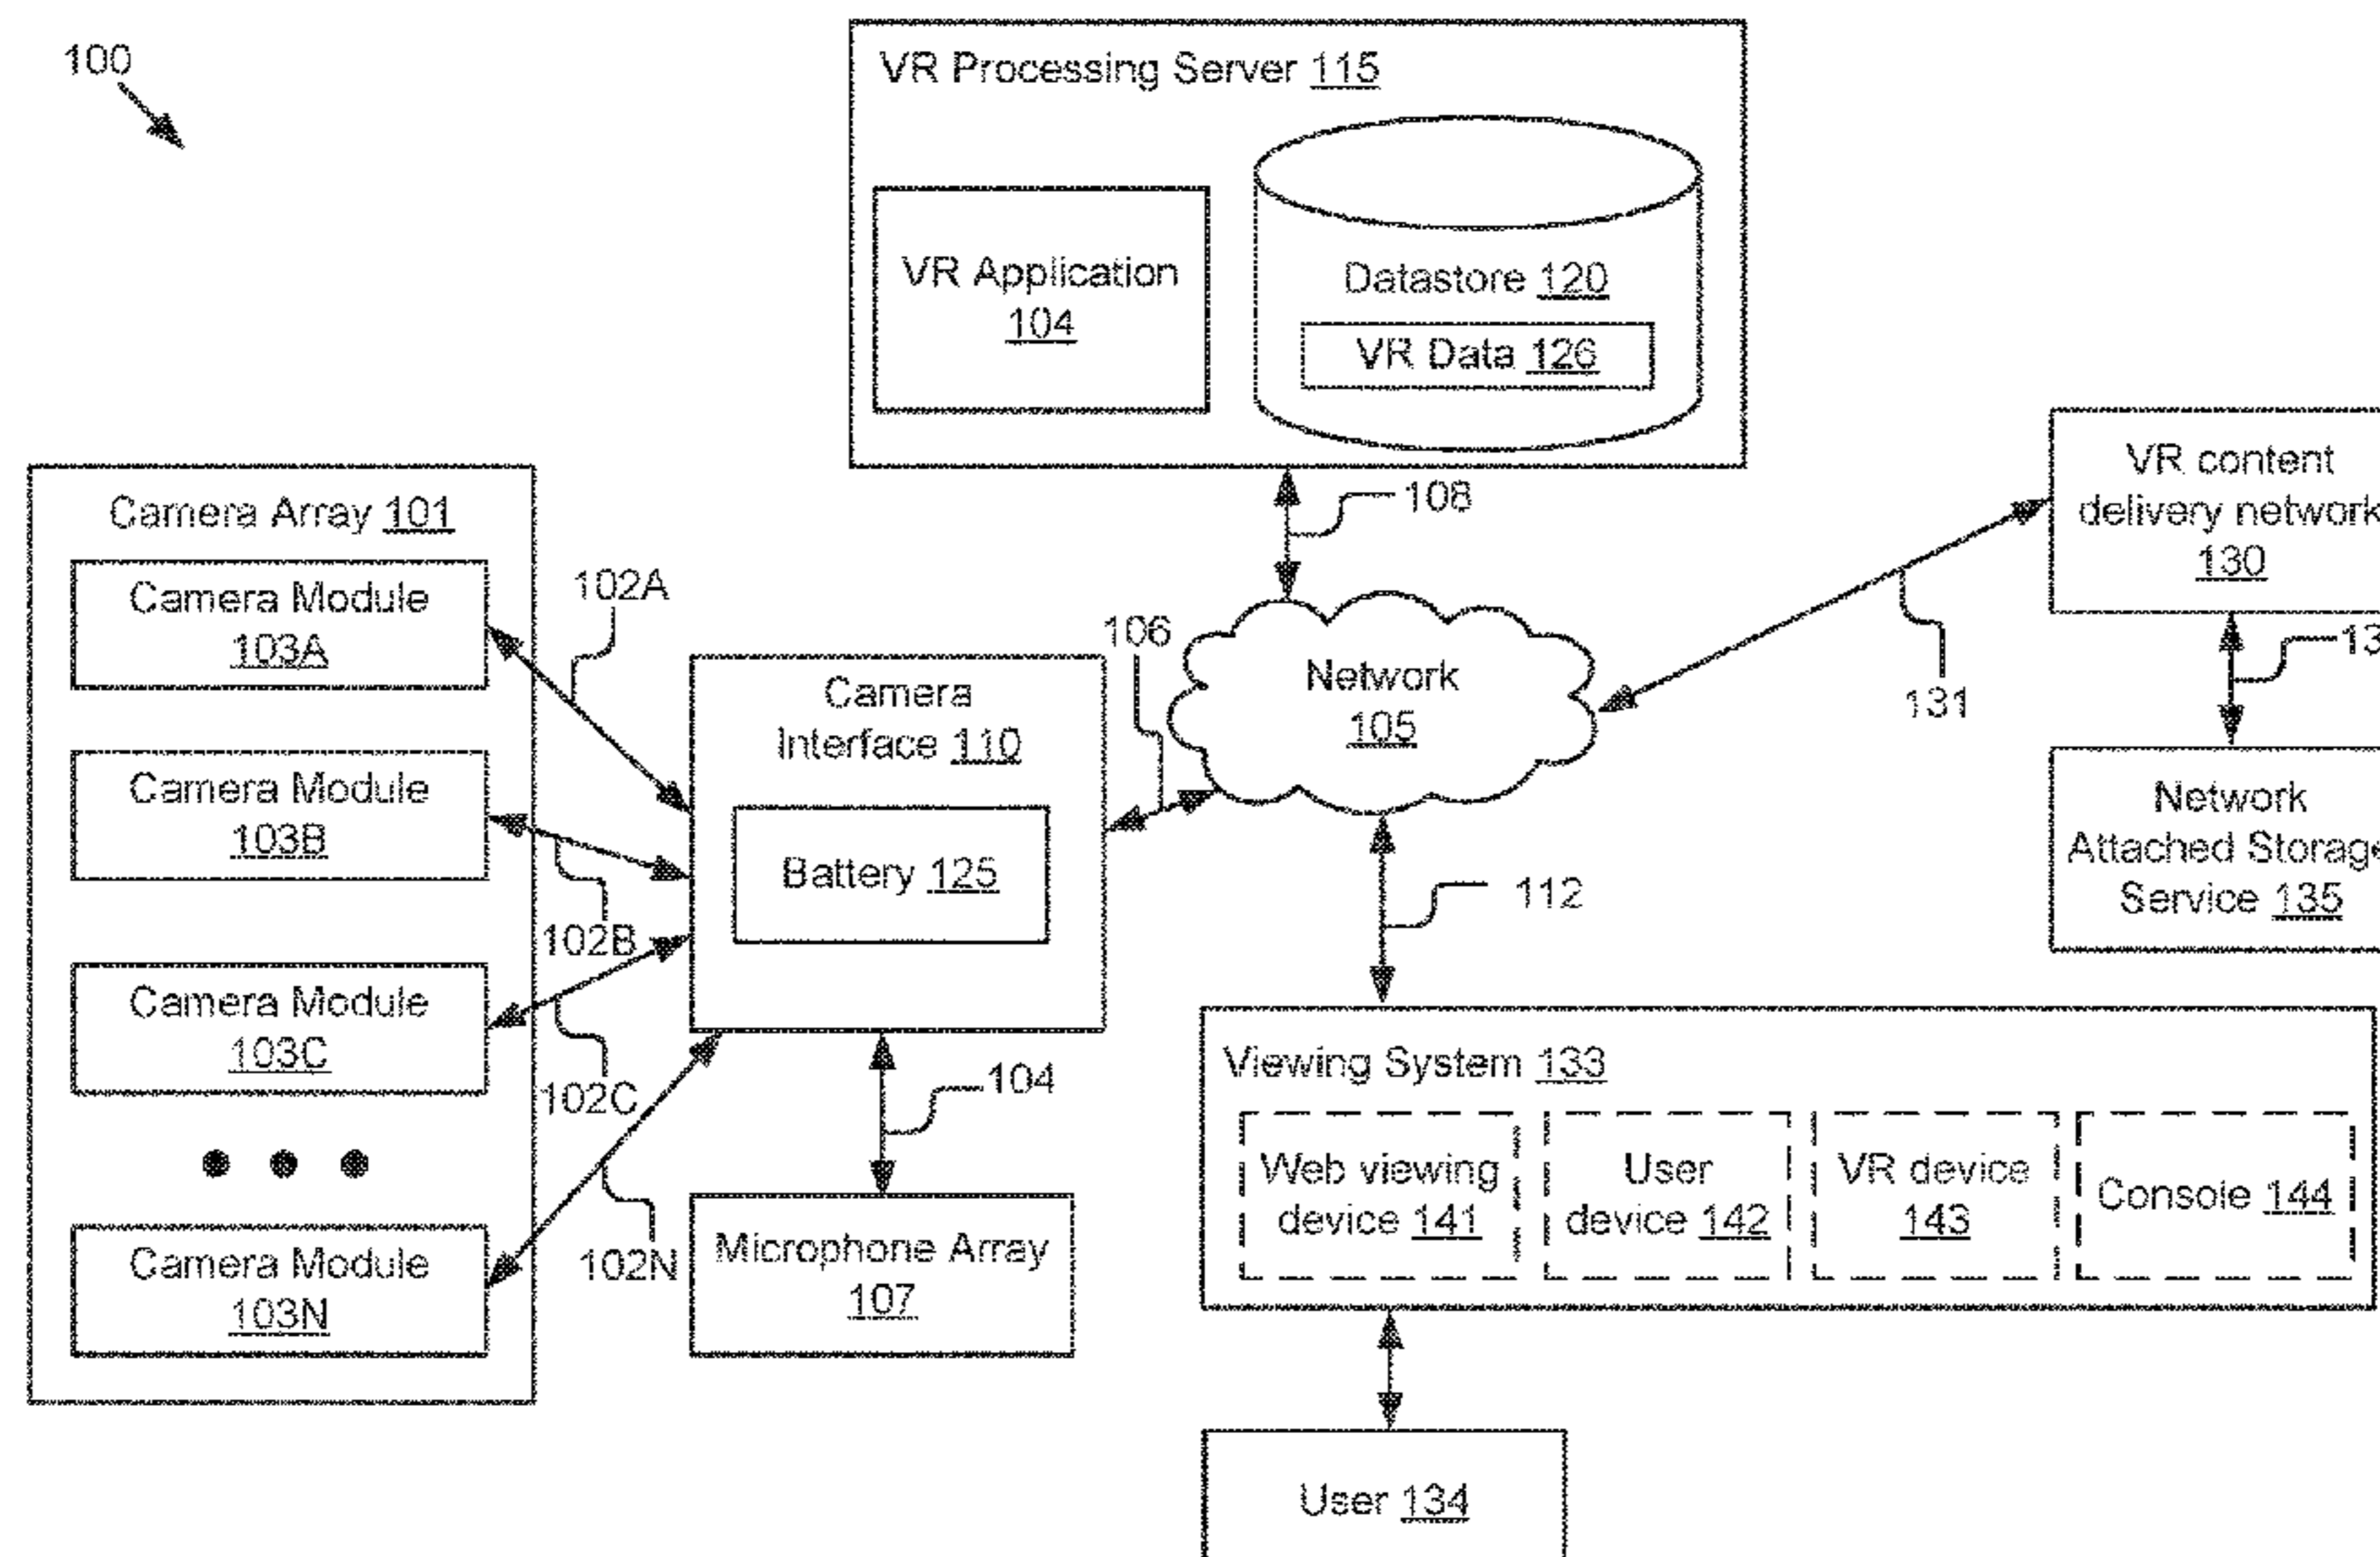 100
VR Processing Server 115
VR Application
104
Datastore 120
VR Data 126
108
Camera Array 101
Camera Module
103A
Camera Module
103B
Camera Module
103C
Camera Module
103N
102A
102B
102C
102N
Camera
Interface 110
Battery 125
104
Microphone Array
107
106
Network
105
131
VR content
delivery network
130
Network
Attached Storage
Service 135
112
Viewing System 133
Web viewing
device 141
User
device 142
VR device
143
Console 144
User 134